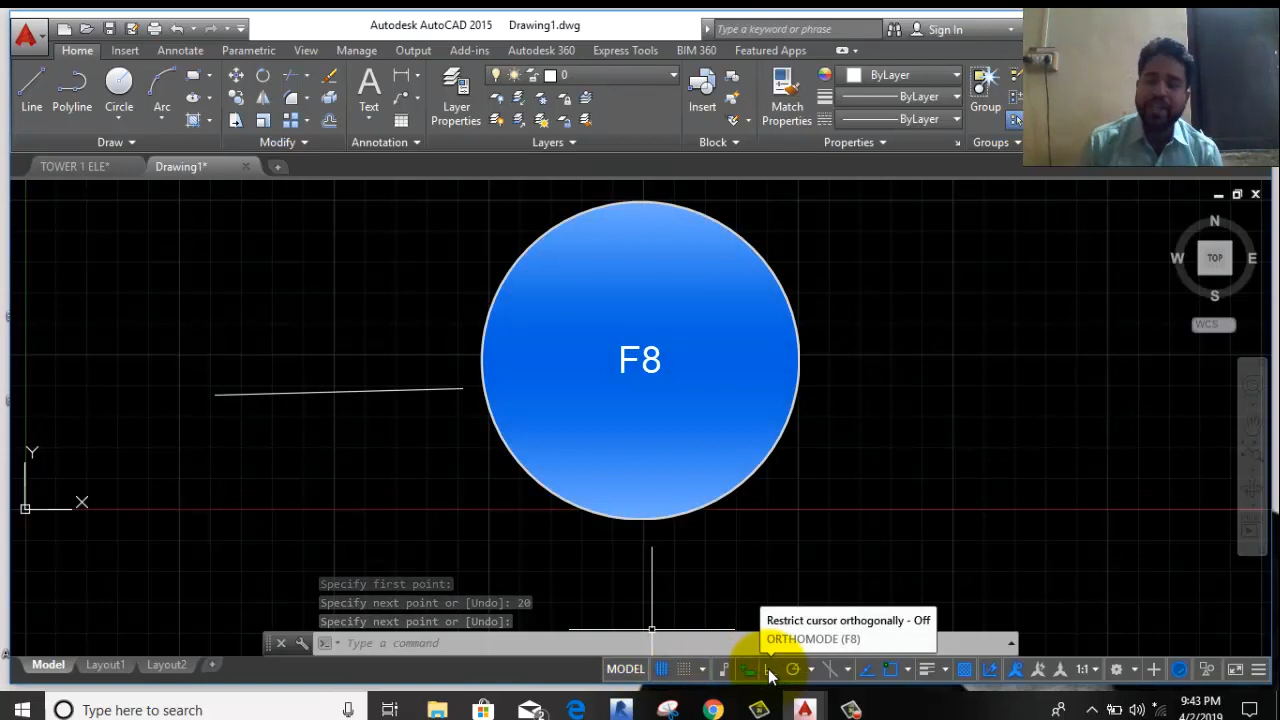 Autodesk AutoCAD 2015 Drawing1.dwg
Type a keyword or phrase
Sign In
Home Insert Annotate Parametric View Manage Output Add-ins Autodesk 360 Express Tools BIM 360 Featured Apps
0
ByLayer
ByLayer
ByLayer
Line Polyline Circle Arc
Text
Layer
Properties
Insert
Match
Properties
Group
Draw Modify Annotation Layers Block Properties Groups
TOWER 1 ELE* Drawing1*
N
W TOP E
S
WCS
F8
Y
X
Specify first point:
Specify next point or [Undo]: 20
Specify next point or [Undo]:
Type a command
Restrict cursor orthogonally - Off
ORTHOMODE (F8)
Model Layout1 Layout2 +
MODEL
1:1
Type here to search
2
9:43 PM
4/2/2019